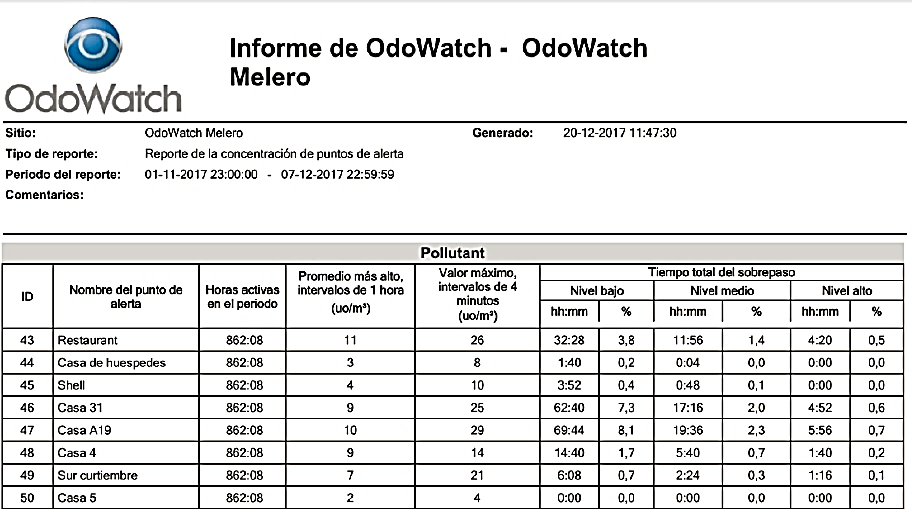 OdoWatch
Informe de OdoWatch - OdoWatch
Melero
Sitio: OdoWatch Melero Generado: 20-12-2017 11:47:30
Tipo de reporte: Reporte de la concentración de puntos de alerta
Periodo del reporte: 01-11-2017 23:00:00 - 07-12-2017 22:59:59
Comentarios:
Pollutant
ID Nombre del punto de alerta Horas activas en el periodo Promedio más alto, intervalos de 1 hora (uo/m³) Valor máximo, intervalos de 4 minutos (uo/m³) Tiempo total del sobrepaso
Nivel bajo Nivel medio Nivel alto
hh:mm % hh:mm % hh:mm %
43 Restaurant 862:08 11 26 32:28 3,8 11:56 1,4 4:20 0,5
44 Casa de huespedes 862:08 3 8 1:40 0,2 0:04 0,0 0:00 0,0
45 Shell 862:08 4 10 3:52 0,4 0:48 0,1 0:00 0,0
46 Casa 31 862:08 9 25 62:40 7,3 17:16 2,0 4:52 0,6
47 Casa A19 862:08 10 29 69:44 8,1 19:36 2,3 5:56 0,7
48 Casa 4 862:08 9 14 14:40 1,7 5:40 0,7 1:40 0,2
49 Sur curtiembre 862:08 7 21 6:08 0,7 2:24 0,3 1:16 0,1
50 Casa 5 862:08 2 4 0:00 0,0 0:00 0,0 0:00 0,0